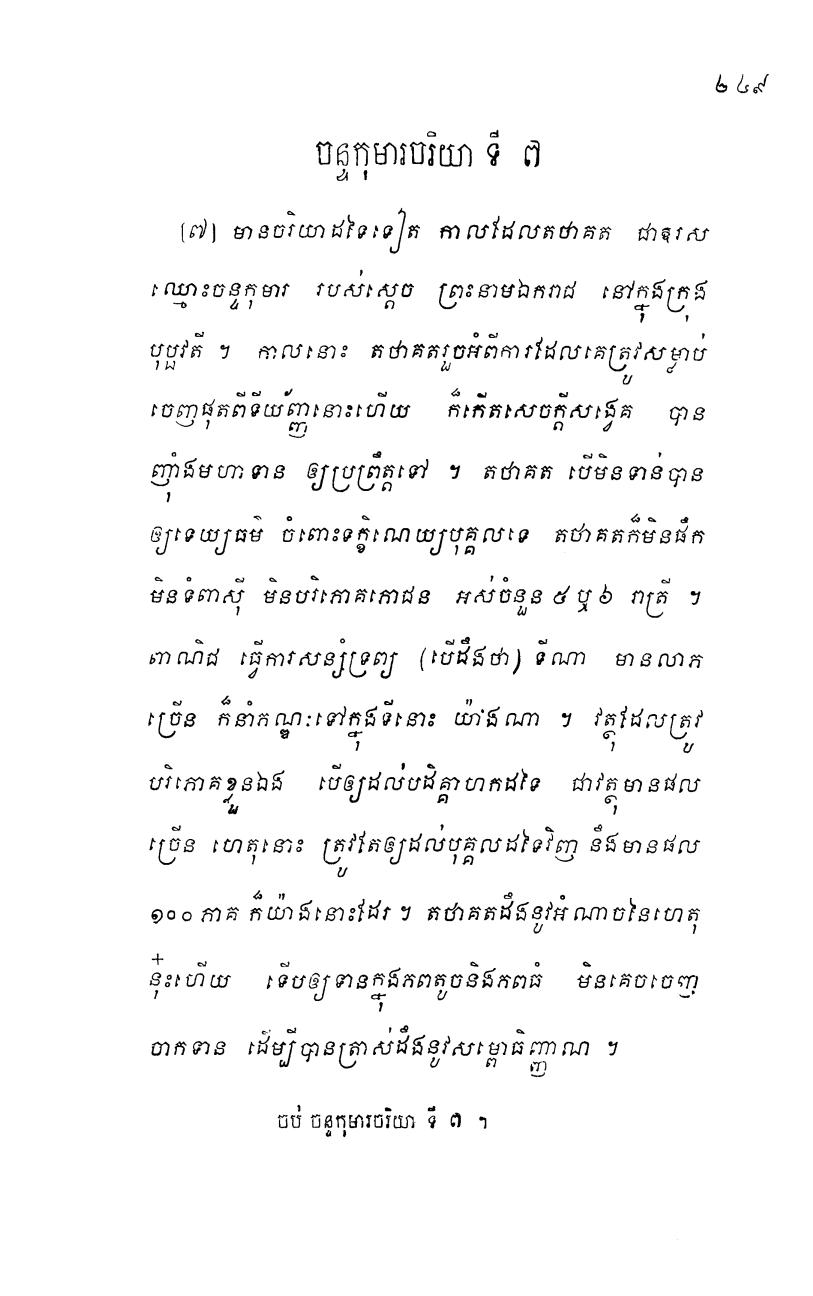 ២៤៩
ចន្ទកុមារចរិយា ទី ៧
[៧] មានចរិយាដទៃទៀត កាលដែលតថាគត ជាឱរស
ឈ្មោះចន្ទកុមារ របស់ស្តេច ព្រះនាមឯករាជ នៅក្នុងក្រុង
បុប្ផវតី ។ កាលនោះ តថាគតរួចអំពីការដែលគេត្រូវសម្លាប់
ចេញផុតពីទីយញ្ញនោះហើយ ក៏កើតសេចក្តីសង្វេគ បាន
ញ៉ាំងមហាទាន ឲ្យប្រព្រឹត្តទៅ ។ តថាគត បើមិនទាន់បាន
ឲ្យទេយ្យធម៌ ចំពោះទក្ខិណេយ្យបុគ្គលទេ តថាគតក៏មិនផឹក
មិនទំពាស៊ី មិនបរិភោគភោជន អស់ចំនួន ៥ ឬ ៦ រាត្រី ។
ពាណិជ ធ្វើការសន្សំទ្រព្យ (បើដឹងថា) ទីណា មានលាភ
ច្រើន ក៏នាំភណ្ឌៈទៅក្នុងទីនោះ យ៉ាងណា ។ វត្ថុដែលត្រូវ
បរិភោគខ្លួនឯង បើឲ្យដល់បដិគ្គាហកដទៃ ជាវត្ថុមានផល
ច្រើន ហេតុនោះ ត្រូវតែឲ្យដល់បុគ្គលដទៃវិញ នឹងមានផល
១០០ ភាគ ក៏យ៉ាងនោះដែរ ។ តថាគតដឹងនូវអំណាចនៃហេតុ
+
នុ៎ះហើយ ទើបឲ្យទានក្នុងភពតូចនិងភពធំ មិនគេចចេញ
ចាកទាន ដើម្បីបានត្រាស់ដឹងនូវសម្ពោធិញ្ញាណ ។
ចប់ ចន្ទកុមារចរិយា ទី ៧ ។